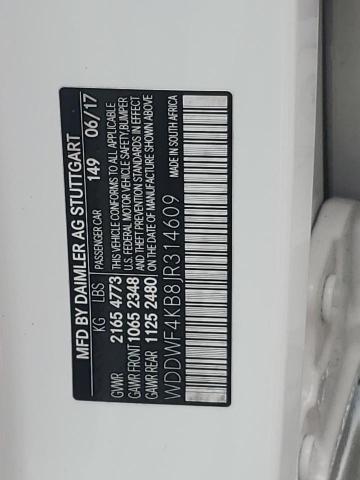 MFD BY DAIMLER AG STUTTGART
PASSENGER CAR 149 06/17
KG LBS THIS VEHICLE CONFORMS TO ALL APPLICABLE
GVWR 2165 4773 U.S. FEDERAL MOTOR VEHICLE SAFETY, BUMPER
GAWR FRONT 1065 2348 AND THEFT PREVENTION STANDARDS IN EFFECT
GAWR REAR 1125 2480 ON THE DATE OF MANUFACTURE SHOWN ABOVE
MADE IN SOUTH AFRICA
WDDWF4KB8JR314609